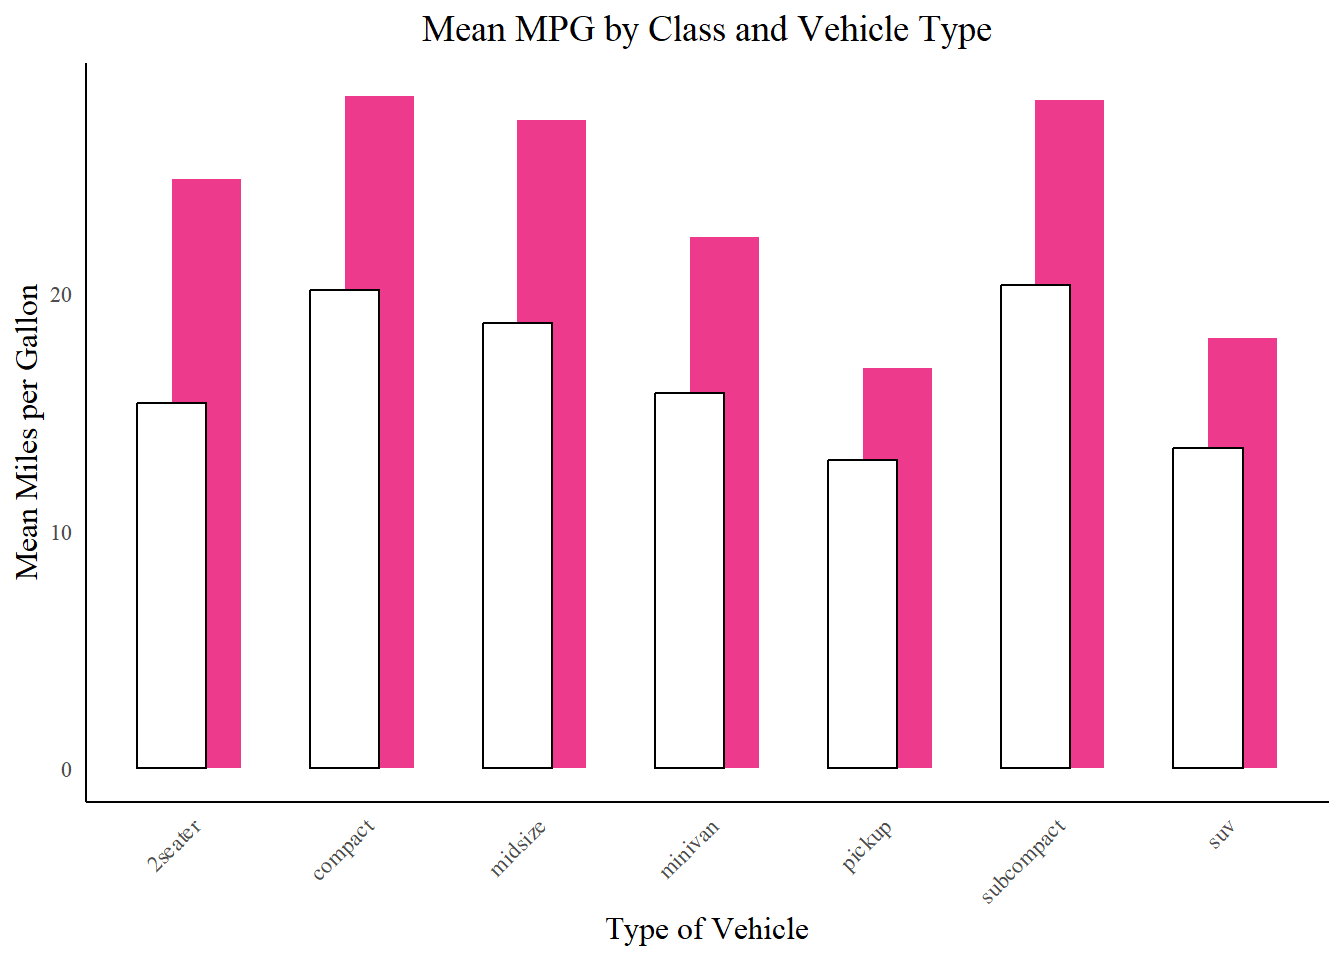 Mean MPG by Class and Vehicle Type
Mean Miles per Gallon
20
10
0
2seater
compact
midsize
minivan
pickup
subcompact
suv
Type of Vehicle